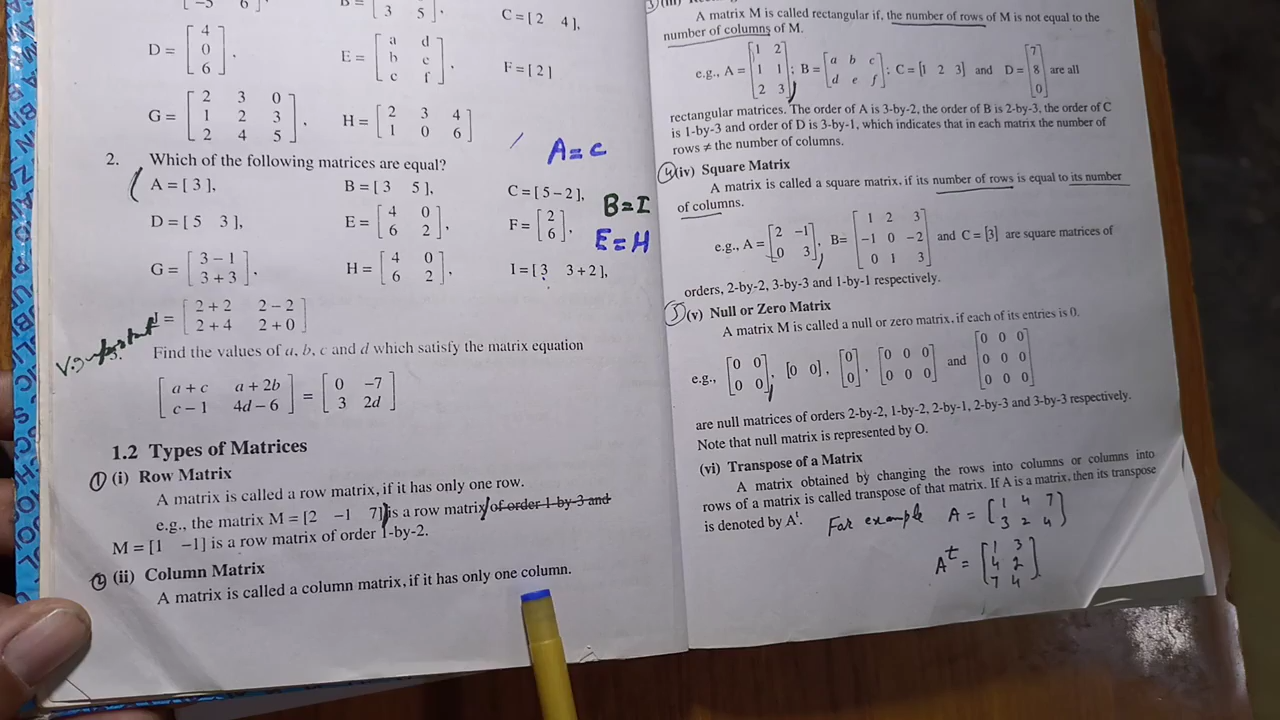 C = [2 4],
3 5
D = [4 0 6].
E = [a d b e c f].
F = [2]
G = [2 3 0 1 2 3 2 4 5],
H = [2 3 4 1 0 6]
2. Which of the following matrices are equal?
A = [3],
B = [3 5],
C = [5 − 2],
D = [5 3],
E = [4 0 6 2],
F = [2 6],
G = [3 − 1 3 + 3].
H = [4 0 6 2],
I = [3 3 + 2],
J = [2 + 2 2 − 2 2 + 4 2 + 0]
A = C
B = I
E = H
V.important
3. Find the values of a, b, c and d which satisfy the matrix equation
[a + c a + 2b c − 1 4d − 6] = [0 −7 3 2d]
1.2 Types of Matrices
① (i) Row Matrix
A matrix is called a row matrix, if it has only one row.
e.g., the matrix M = [2 −1 7] is a row matrix of order 1-by-3 and
M = [1 −1] is a row matrix of order 1-by-2.
② (ii) Column Matrix
A matrix is called a column matrix, if it has only one column.
A matrix M is called rectangular if, the number of rows of M is not equal to the
number of columns of M.
e.g., A = [1 2 1 1 2 3]; B = [a b c d e f]; C = [1 2 3] and D = [7 8 0] are all
rectangular matrices. The order of A is 3-by-2, the order of B is 2-by-3, the order of C
is 1-by-3 and order of D is 3-by-1, which indicates that in each matrix the number of
rows ≠ the number of columns.
④ (iv) Square Matrix
A matrix is called a square matrix, if its number of rows is equal to its number
of columns.
e.g., A = [2 −1 0 3], B = [1 2 3 −1 0 −2 0 1 3] and C = [3] are square matrices of
orders, 2-by-2, 3-by-3 and 1-by-1 respectively.
⑤ (v) Null or Zero Matrix
A matrix M is called a null or zero matrix, if each of its entries is 0.
e.g., [0 0 0 0], [0 0], [0 0], [0 0 0 0 0 0] and [0 0 0 0 0 0 0 0 0]
are null matrices of orders 2-by-2, 1-by-2, 2-by-1, 2-by-3 and 3-by-3 respectively.
Note that null matrix is represented by O.
(vi) Transpose of a Matrix
A matrix obtained by changing the rows into columns or columns into
rows of a matrix is called transpose of that matrix. If A is a matrix, then its transpose
is denoted by Aᵗ.
For example A = [1 4 7 3 2 4]
Aᵗ = [1 3 4 2 7 4]